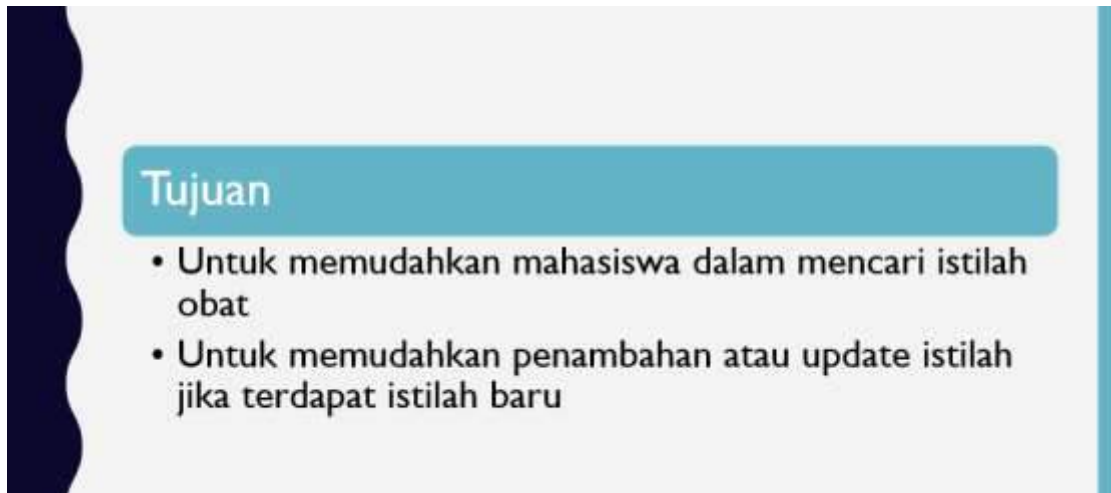 Tujuan
• Untuk memudahkan mahasiswa dalam mencari istilah
obat
• Untuk memudahkan penambahan atau update istilah
jika terdapat istilah baru